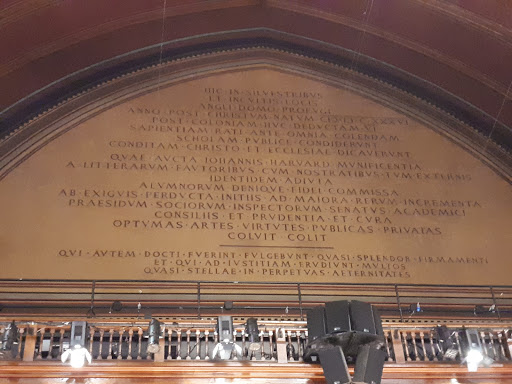 HIC·IN·SILVESTRIBVS
ET·INCVLTIS·LOCIS
ANGLI·DOMO·PROFVGI
ANNO·POST·CHRISTVM·NATVM·CIƆIƆCXXXVI
POST·COLONIAM·HVC·DEDVCTAM·VI
SAPIENTIAM·RATI·ANTE·OMNIA·COLENDAM
SCHOLAM·PVBLICE·CONDIDERVNT
CONDITAM·CHRISTO·ET·ECCLESIAE·DICAVERVNT
QVAE·AVCTA·IOHANNIS·HARVARD·MVNIFICENTIA
A·LITTERARVM·FAVTORIBVS·CVM·NOSTRATIBVS·TVM·EXTERNIS
IDENTIDEM·ADIVTA
ALVMNORVM·DENIQVE·FIDEI·COMMISSA
AB·EXIGVIS·PERDVCTA·INITIIS·AD·MAIORA·RERVM·INCREMENTA
PRAESIDVM·SOCIORVM·INSPECTORVM·SENATVS·ACADEMICI
CONSILIIS·ET·PRVDENTIA·ET·CVRA
OPTVMAS·ARTES·VIRTVTES·PVBLICAS·PRIVATAS
COLVIT·COLIT
QVI·AVTEM·DOCTI·FVERINT·FVLGEBVNT·QVASI·SPLENDOR·FIRMAMENTI
ET·QVI·AD·IVSTITIAM·ERVDIVNT·MVLTOS
QVASI·STELLAE·IN·PERPETVAS·AETERNITATES